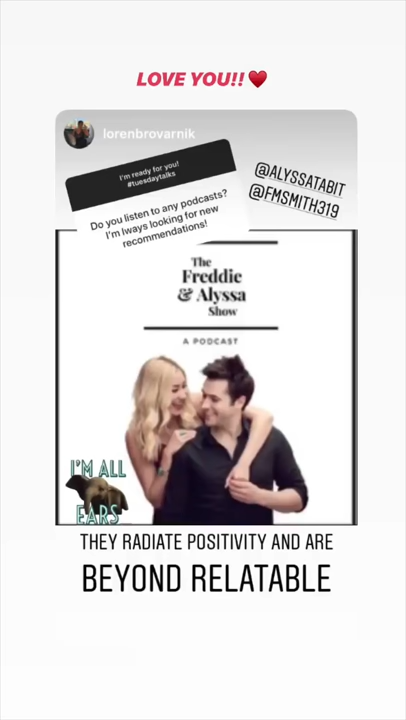 LOVE YOU!!
lorenbrovarnik
I'm ready for you!
#tuesdaytalks
Do you listen to any podcasts?
I'm lways looking for new
recommendations!
@ALYSSATABIT
@FMSMITH319
The
Freddie
& Alyssa
Show
A PODCAST
I'M ALL
EARS
THEY RADIATE POSITIVITY AND ARE
BEYOND RELATABLE